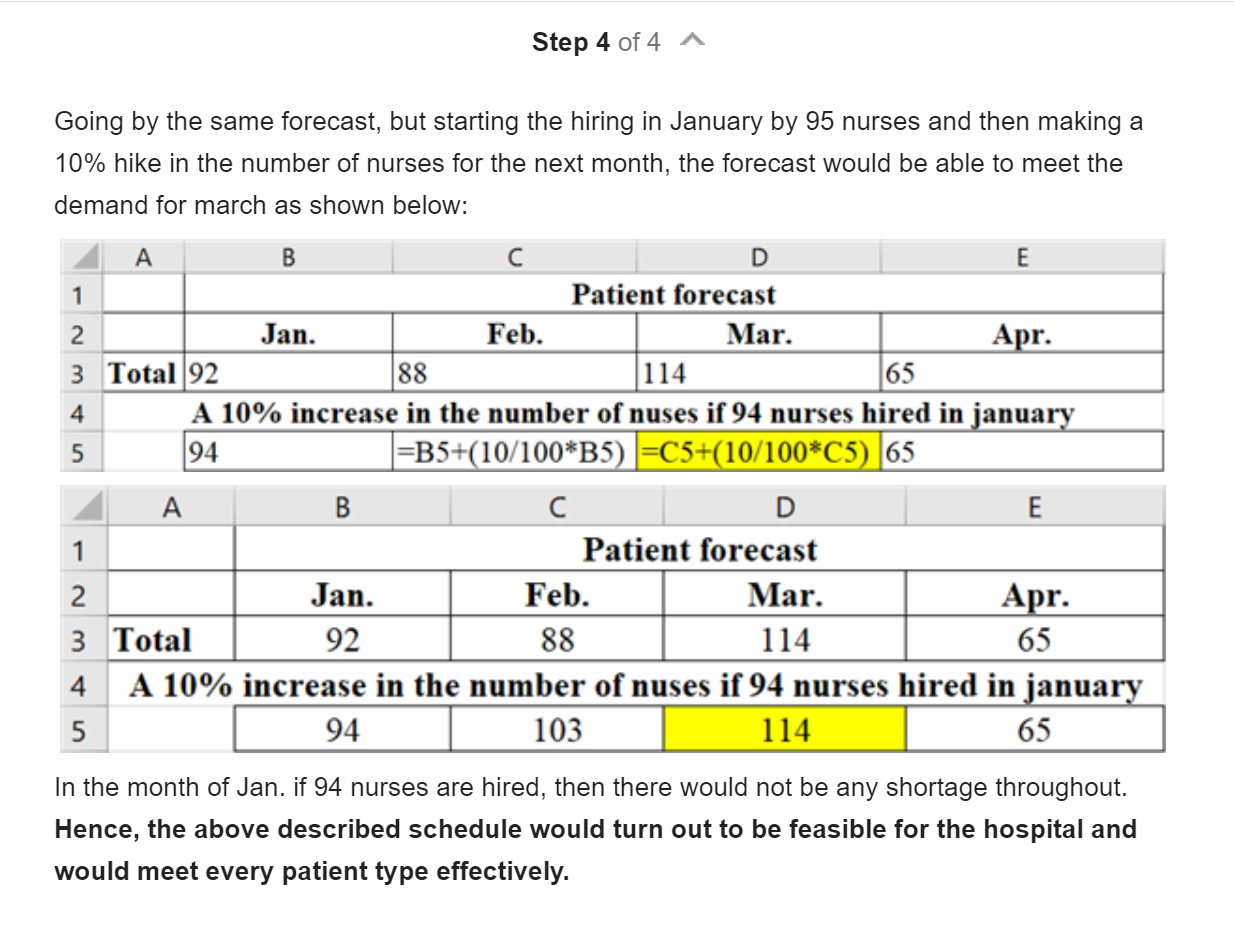 Step 4 of 4
Going by the same forecast, but starting the hiring in January by 95 nurses and then making a
10% hike in the number of nurses for the next month, the forecast would be able to meet the
demand for march as shown below:
A B C D E
1 Patient forecast
2 Jan. Feb. Mar. Apr.
3 Total 92 88 114 65
4 A 10% increase in the number of nuses if 94 nurses hired in january
5 94 =B5+(10/100*B5) =C5+(10/100*C5) 65
A B C D E
1 Patient forecast
2 Jan. Feb. Mar. Apr.
3 Total 92 88 114 65
4 A 10% increase in the number of nuses if 94 nurses hired in january
5 94 103 114 65
In the month of Jan. if 94 nurses are hired, then there would not be any shortage throughout.
Hence, the above described schedule would turn out to be feasible for the hospital and
would meet every patient type effectively.